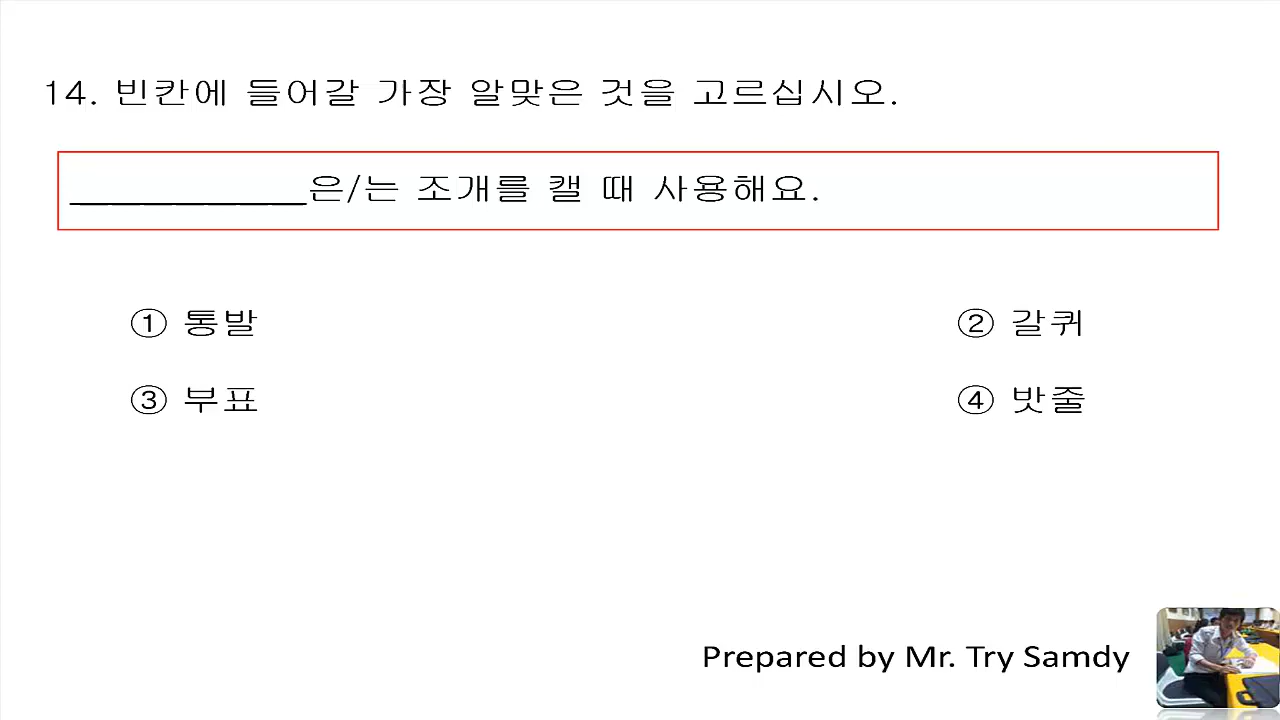 14. 빈칸에 들어갈 가장 알맞은 것을 고르십시오.
____________은/는 조개를 캘 때 사용해요.
① 통발 ② 갈퀴
③ 부표 ④ 밧줄
Prepared by Mr. Try Samdy